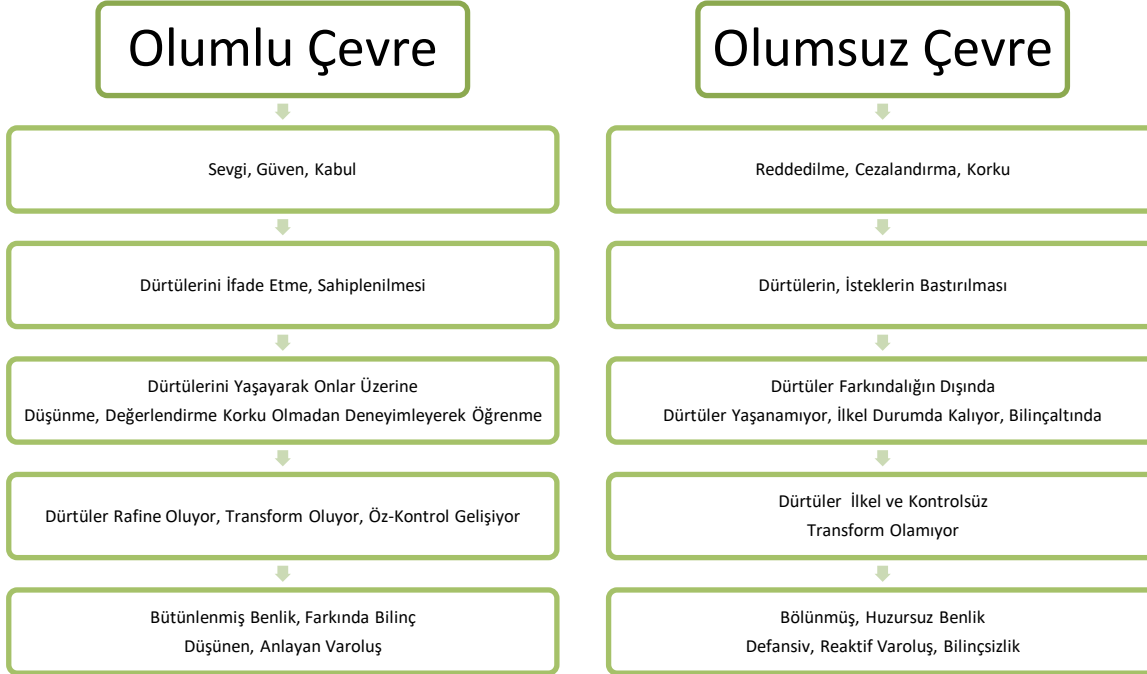 Olumlu Çevre
Sevgi, Güven, Kabul
Dürtülerini İfade Etme, Sahiplenilmesi
Dürtülerini Yaşayarak Onlar Üzerine
Düşünme, Değerlendirme Korku Olmadan Deneyimleyerek Öğrenme
Dürtüler Rafine Oluyor, Transform Oluyor, Öz-Kontrol Gelişiyor
Bütünlenmiş Benlik, Farkında Bilinç
Düşünen, Anlayan Varoluş
Olumsuz Çevre
Reddedilme, Cezalandırma, Korku
Dürtülerin, İsteklerin Bastırılması
Dürtüler Farkındalığın Dışında
Dürtüler Yaşanamıyor, İlkel Durumda Kalıyor, Bilinçaltında
Dürtüler İlkel ve Kontrolsüz
Transform Olamıyor
Bölünmüş, Huzursuz Benlik
Defansiv, Reaktif Varoluş, Bilinçsizlik